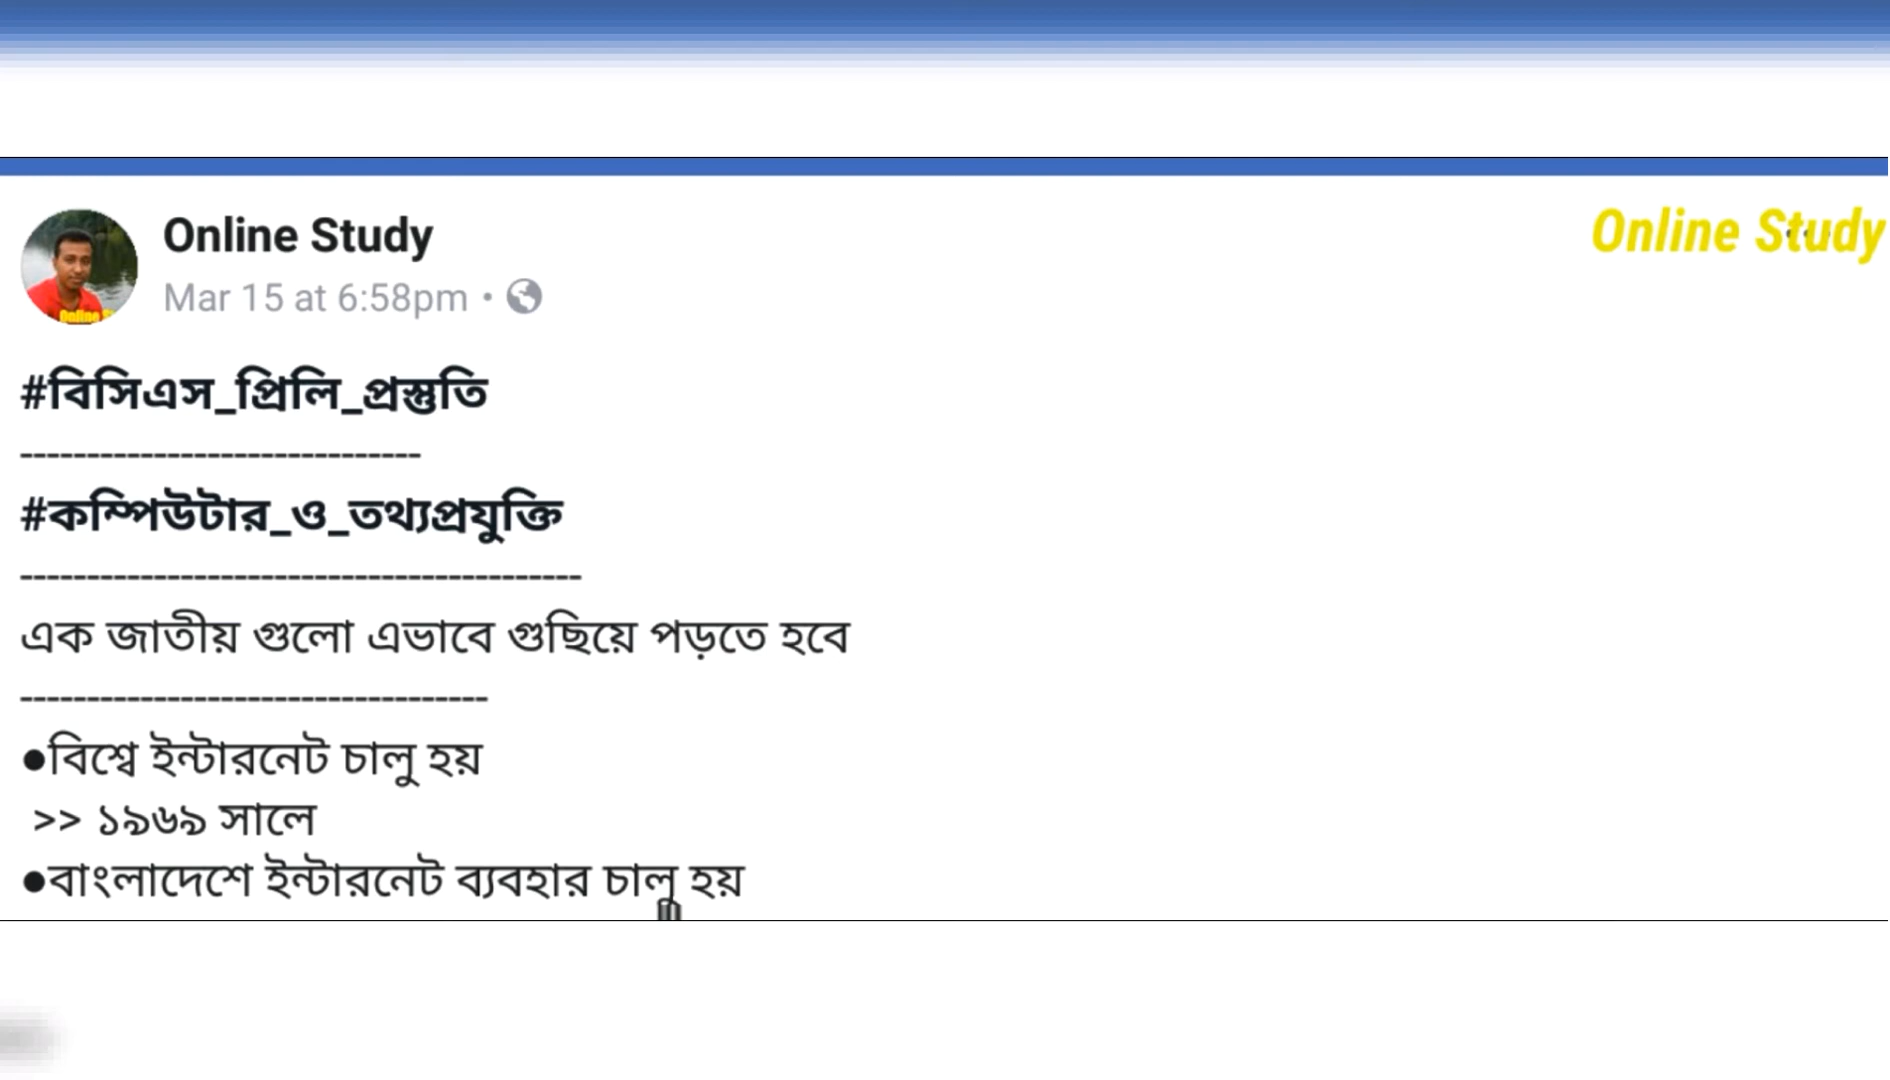 Online Study
Online Study
Mar 15 at 6:58pm •
#বিসিএস_প্রিলি_প্রস্তুতি
------------------------------
#কম্পিউটার_ও_তথ্যপ্রযুক্তি
------------------------------------------
এক জাতীয় গুলো এভাবে গুছিয়ে পড়তে হবে
-----------------------------------
●বিশ্বে ইন্টারনেট চালু হয়
>> ১৯৬৯ সালে
●বাংলাদেশে ইন্টারনেট ব্যবহার চালু হয়